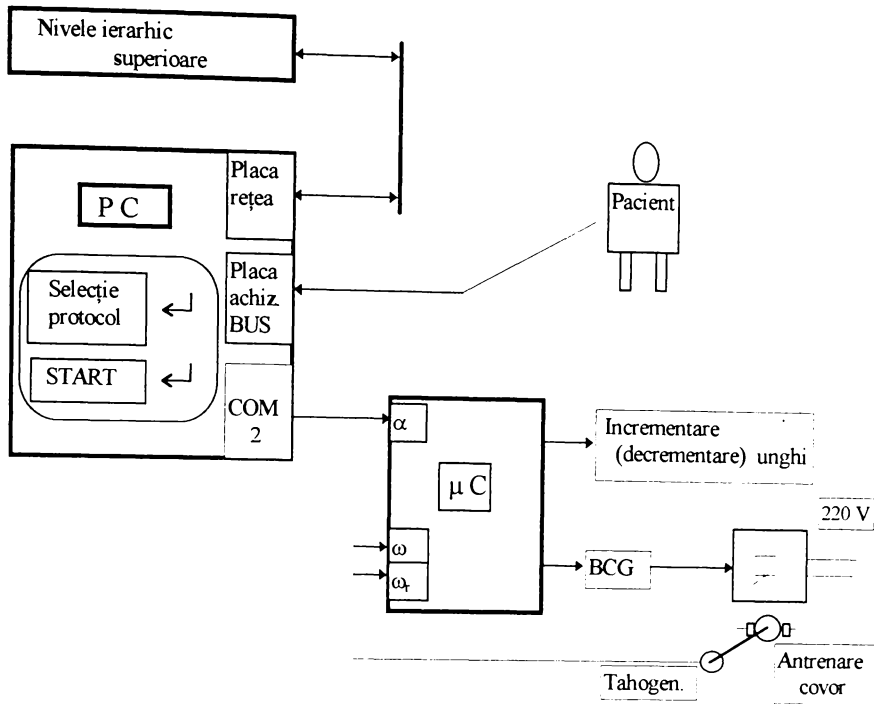 Nivele ierarhic
superioare
Placa
rețea
P C
Pacient
Placa
achiz.
BUS
Selecție
protocol
START
COM
2
α
Incrementare
(decrementare) unghi
μ C
220 V
ω
BCG
ωr
Antrenare
covor
Tahogen.